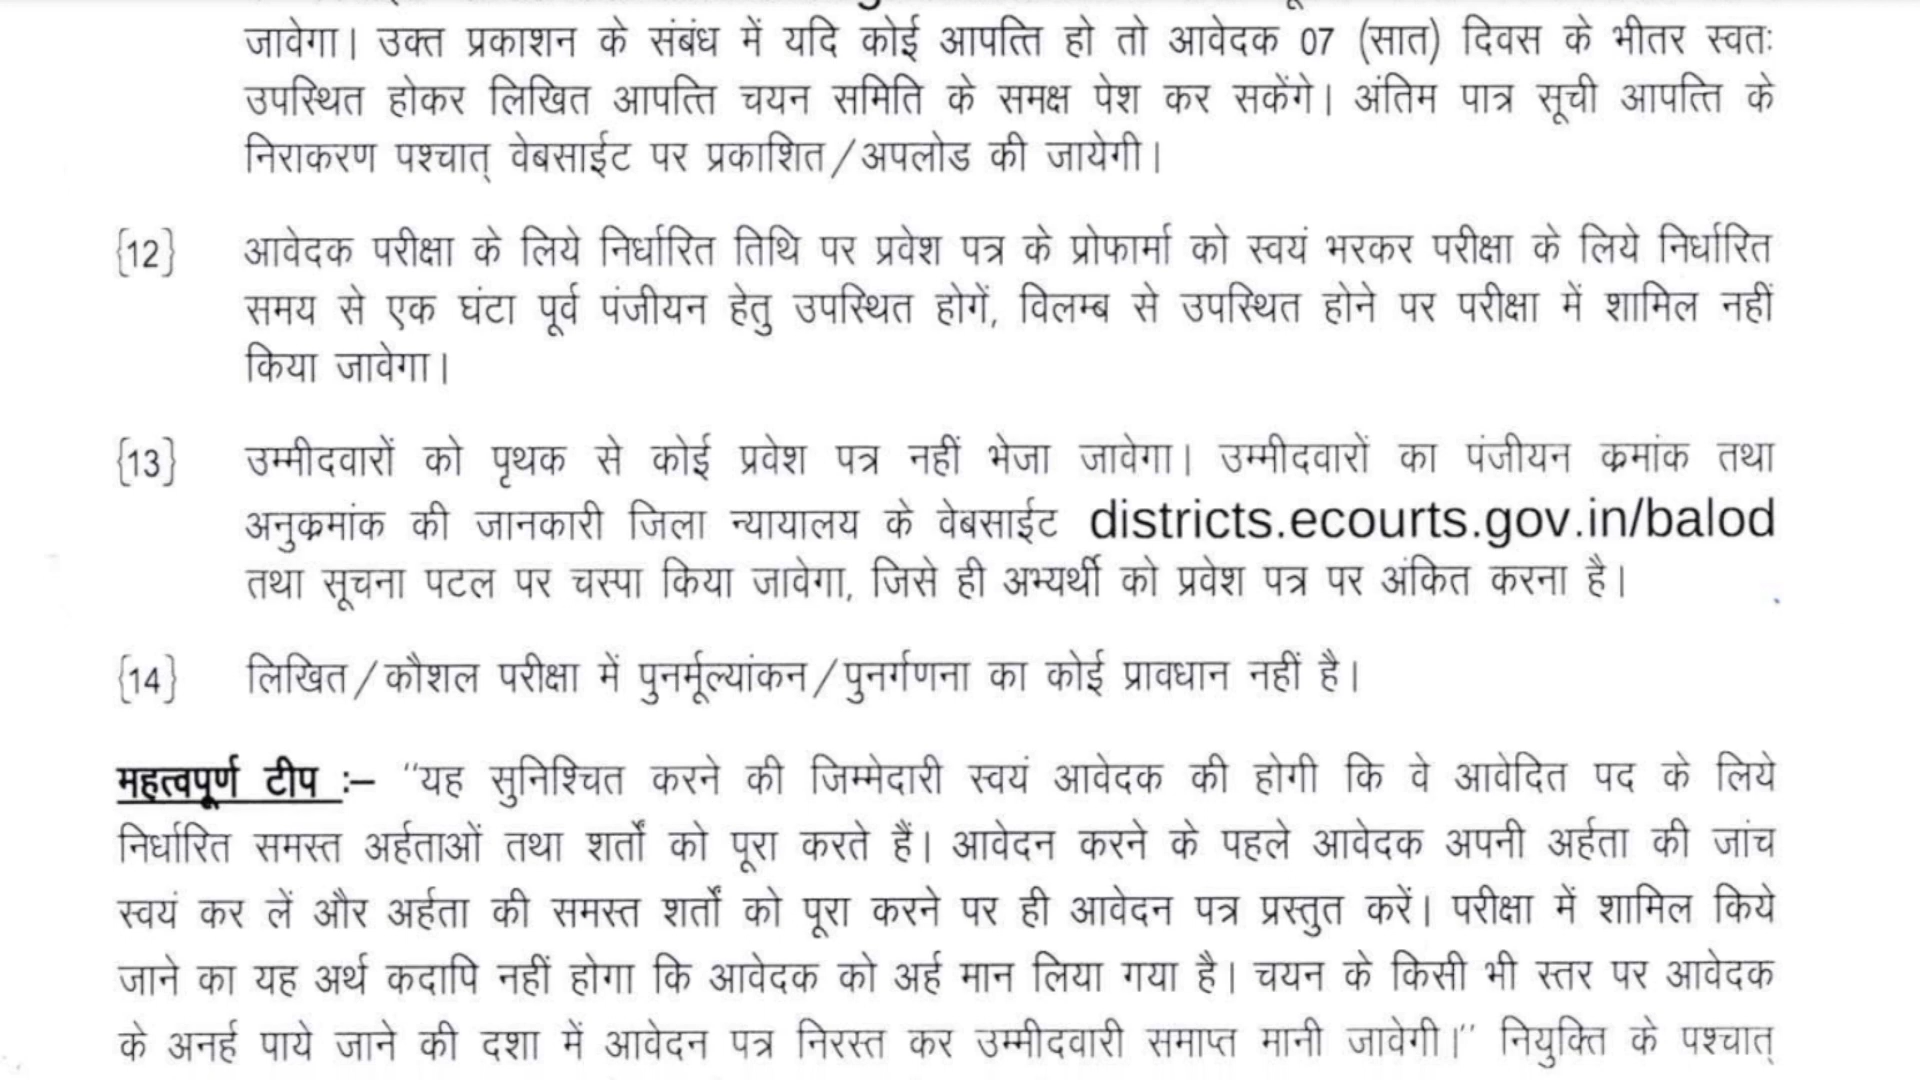 जावेगा। उक्त प्रकाशन के संबंध में यदि कोई आपत्ति हो तो आवेदक 07 (सात) दिवस के भीतर स्वतः
उपस्थित होकर लिखित आपत्ति चयन समिति के समक्ष पेश कर सकेंगे। अंतिम पात्र सूची आपत्ति के
निराकरण पश्चात् वेबसाईट पर प्रकाशित/अपलोड की जायेगी।
{12} आवेदक परीक्षा के लिये निर्धारित तिथि पर प्रवेश पत्र के प्रोफार्मा को स्वयं भरकर परीक्षा के लिये निर्धारित
समय से एक घंटा पूर्व पंजीयन हेतु उपस्थित होगें, विलम्ब से उपस्थित होने पर परीक्षा में शामिल नहीं
किया जावेगा।
{13} उम्मीदवारों को पृथक से कोई प्रवेश पत्र नहीं भेजा जावेगा। उम्मीदवारों का पंजीयन क्रमांक तथा
अनुक्रमांक की जानकारी जिला न्यायालय के वेबसाईट districts.ecourts.gov.in/balod
तथा सूचना पटल पर चस्पा किया जावेगा, जिसे ही अभ्यर्थी को प्रवेश पत्र पर अंकित करना है।
{14} लिखित/कौशल परीक्षा में पुनर्मूल्यांकन/पुनर्गणना का कोई प्रावधान नहीं है।
महत्वपूर्ण टीप :– "यह सुनिश्चित करने की जिम्मेदारी स्वयं आवेदक की होगी कि वे आवेदित पद के लिये
निर्धारित समस्त अर्हताओं तथा शर्तों को पूरा करते हैं। आवेदन करने के पहले आवेदक अपनी अर्हता की जांच
स्वयं कर लें और अर्हता की समस्त शर्तों को पूरा करने पर ही आवेदन पत्र प्रस्तुत करें। परीक्षा में शामिल किये
जाने का यह अर्थ कदापि नहीं होगा कि आवेदक को अर्ह मान लिया गया है। चयन के किसी भी स्तर पर आवेदक
के अनर्ह पाये जाने की दशा में आवेदन पत्र निरस्त कर उम्मीदवारी समाप्त मानी जावेगी।" नियुक्ति के पश्चात्